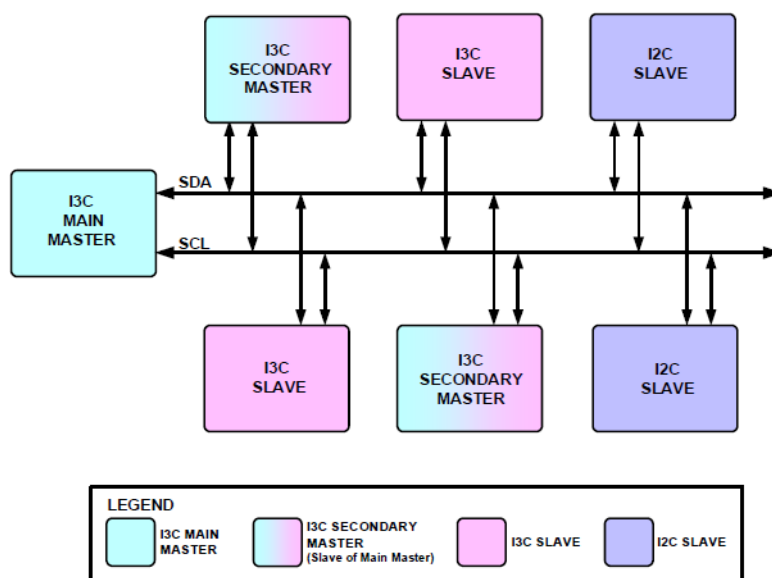 I3C
SECONDARY
MASTER
I3C
SLAVE
I2C
SLAVE
I3C
MAIN
MASTER
SDA
SCL
I3C
SLAVE
I3C
SECONDARY
MASTER
I2C
SLAVE
LEGEND
I3C MAIN
MASTER
I3C SECONDARY
MASTER
(Slave of Main Master)
I3C SLAVE
I2C SLAVE